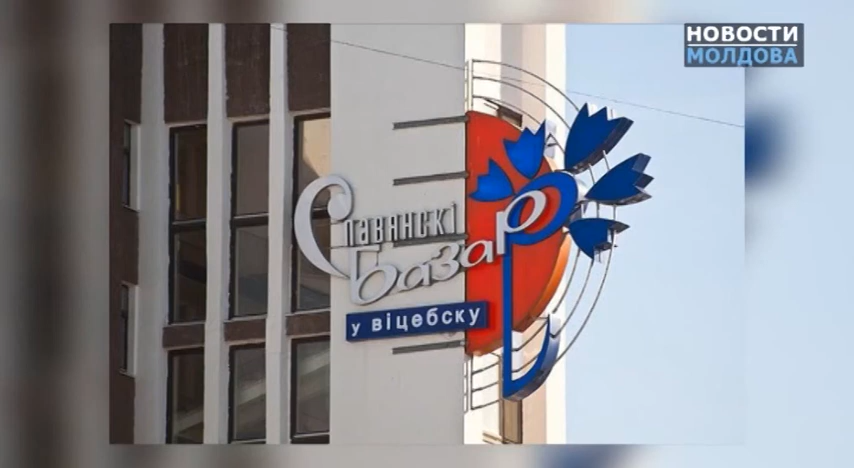 НОВОСТИ
МОЛДОВА
Славянскі
базар
у віцебску